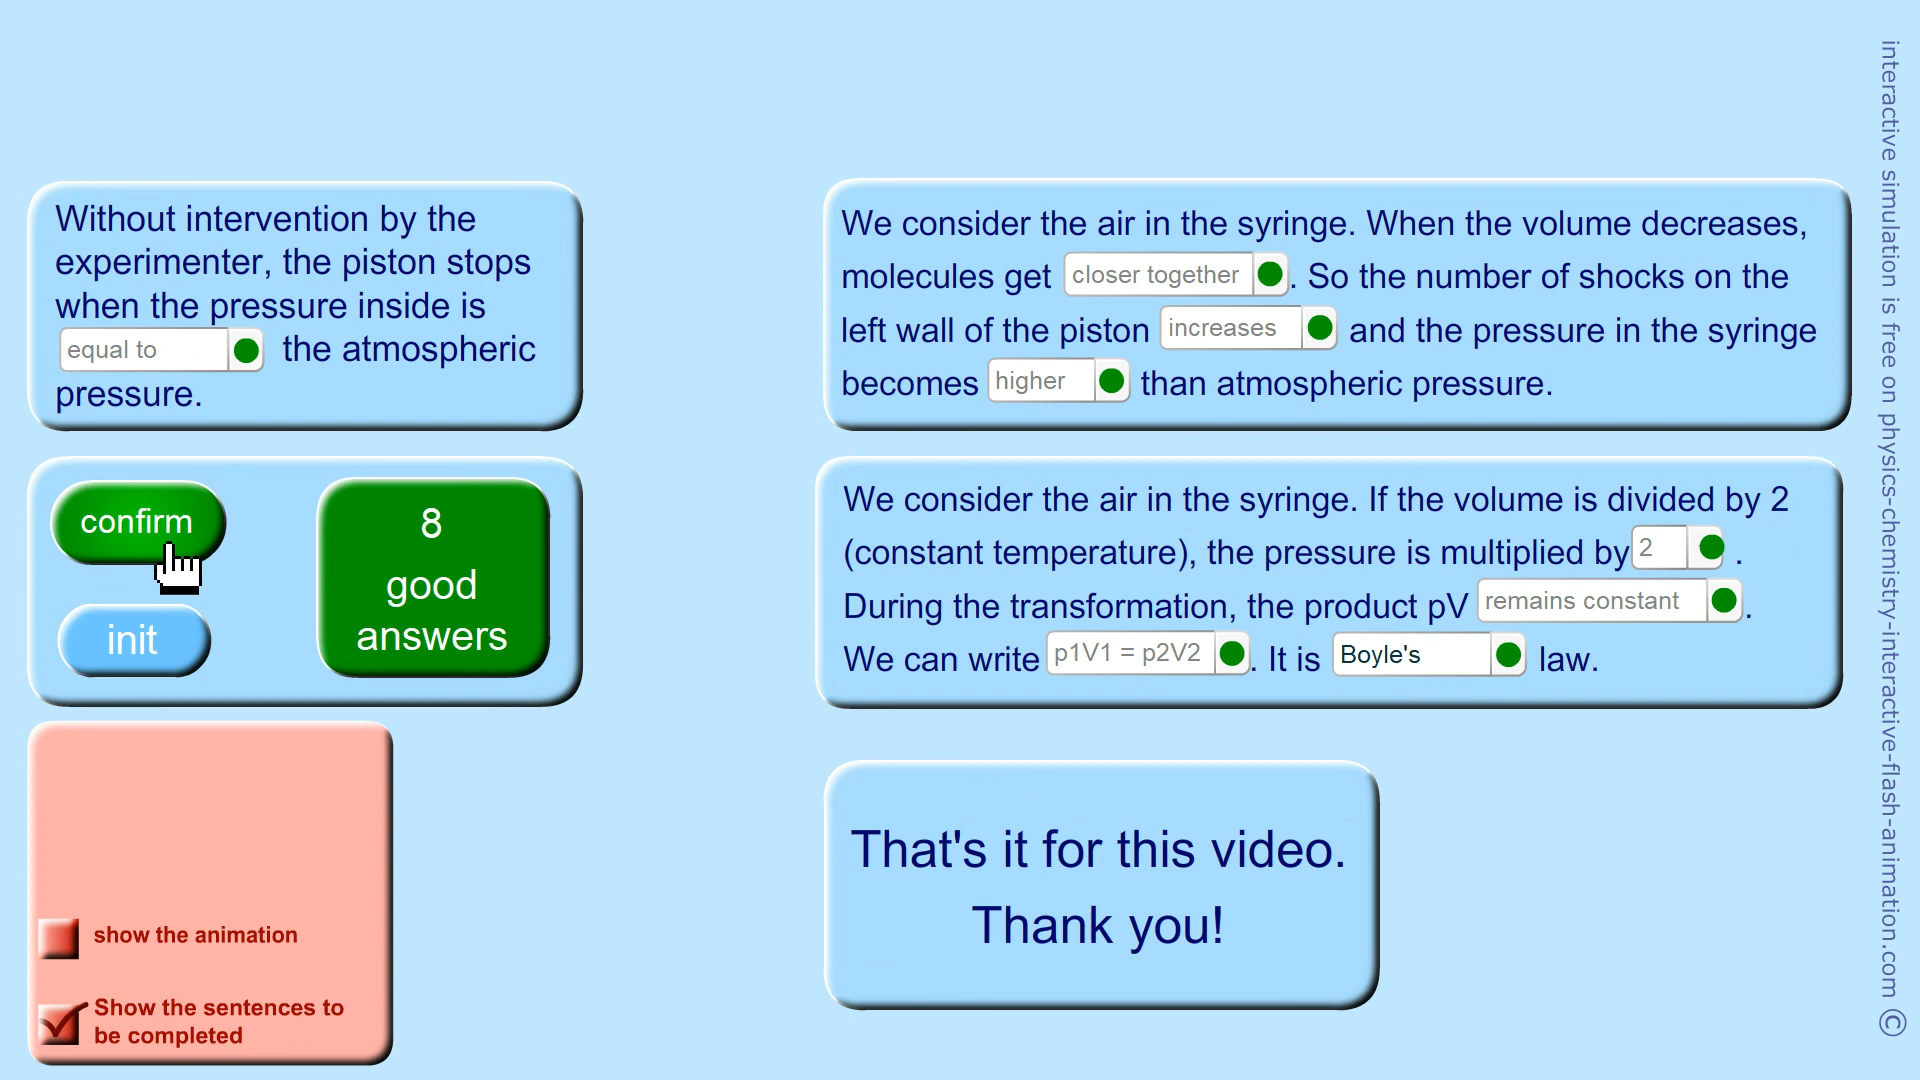 Without intervention by the
experimenter, the piston stops
when the pressure inside is
equal to the atmospheric
pressure.
We consider the air in the syringe. When the volume decreases,
molecules get closer together. So the number of shocks on the
left wall of the piston increases and the pressure in the syringe
becomes higher than atmospheric pressure.
confirm
init
8
good
answers
We consider the air in the syringe. If the volume is divided by 2
(constant temperature), the pressure is multiplied by 2 .
During the transformation, the product pV remains constant.
We can write p1V1 = p2V2. It is Boyle's law.
show the animation
Show the sentences to
be completed
That's it for this video.
Thank you!
interactive simulation is free on physics-chemistry-interactive-flash-animation.com ©